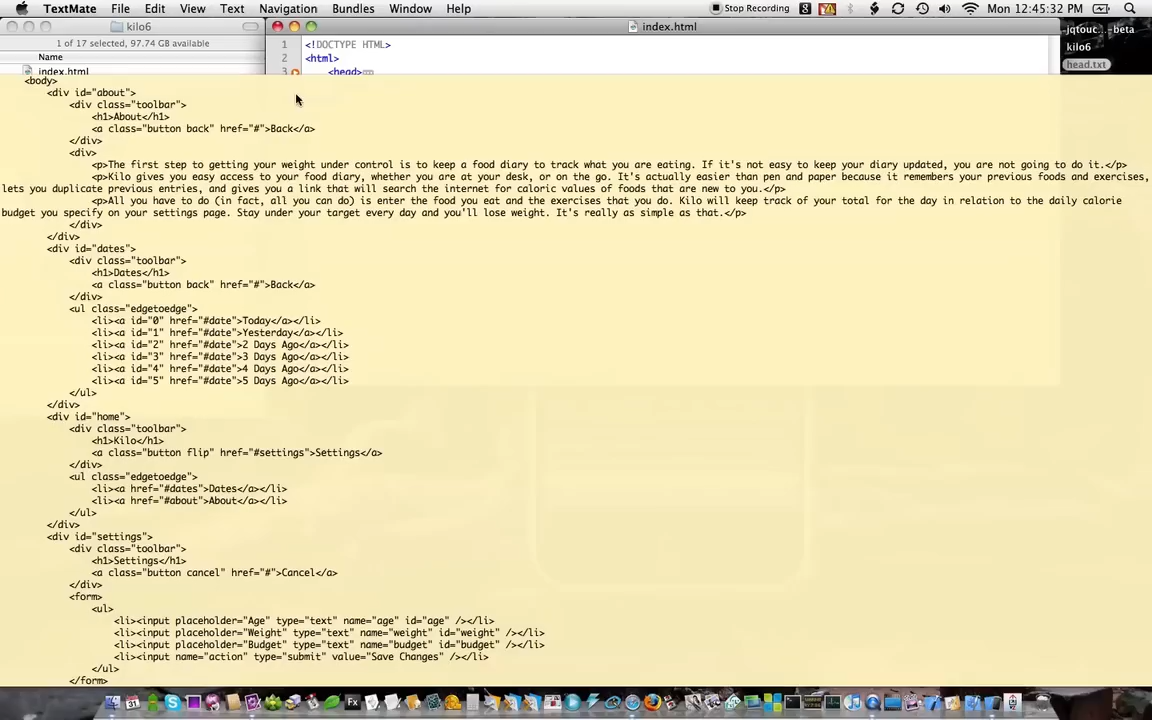 TextMate File Edit View Text Navigation Bundles Window Help Stop Recording Mon 12:45:32 PM
kilo6
index.html
1 of 17 selected, 97.74 GB available
Name
index.html
jqtouc...-beta
kilo6
head.txt
1 <!DOCTYPE HTML>
2 <html>
3 <head>
<body>
<div id="about">
<div class="toolbar">
<h1>About</h1>
<a class="button back" href="#">Back</a>
</div>
<div>
<p>The first step to getting your weight under control is to keep a food diary to track what you are eating. If it's not easy to keep your diary updated, you are not going to do it.</p>
<p>Kilo gives you easy access to your food diary, whether you are at your desk, or on the go. It's actually easier than pen and paper because it remembers your previous foods and exercises,
lets you duplicate previous entries, and gives you a link that will search the internet for caloric values of foods that are new to you.</p>
<p>All you have to do (in fact, all you can do) is enter the food you eat and the exercises that you do. Kilo will keep track of your total for the day in relation to the daily calorie
budget you specify on your settings page. Stay under your target every day and you'll lose weight. It's really as simple as that.</p>
</div>
</div>
<div id="dates">
<div class="toolbar">
<h1>Dates</h1>
<a class="button back" href="#">Back</a>
</div>
<ul class="edgetoedge">
<li><a id="0" href="#date">Today</a></li>
<li><a id="1" href="#date">Yesterday</a></li>
<li><a id="2" href="#date">2 Days Ago</a></li>
<li><a id="3" href="#date">3 Days Ago</a></li>
<li><a id="4" href="#date">4 Days Ago</a></li>
<li><a id="5" href="#date">5 Days Ago</a></li>
</ul>
</div>
<div id="home">
<div class="toolbar">
<h1>Kilo</h1>
<a class="button flip" href="#settings">Settings</a>
</div>
<ul class="edgetoedge">
<li><a href="#dates">Dates</a></li>
<li><a href="#about">About</a></li>
</ul>
</div>
<div id="settings">
<div class="toolbar">
<h1>Settings</h1>
<a class="button cancel" href="#">Cancel</a>
</div>
<form>
<ul>
<li><input placeholder="Age" type="text" name="age" id="age" /></li>
<li><input placeholder="Weight" type="text" name="weight" id="weight" /></li>
<li><input placeholder="Budget" type="text" name="budget" id="budget" /></li>
<li><input name="action" type="submit" value="Save Changes" /></li>
</ul>
</form>